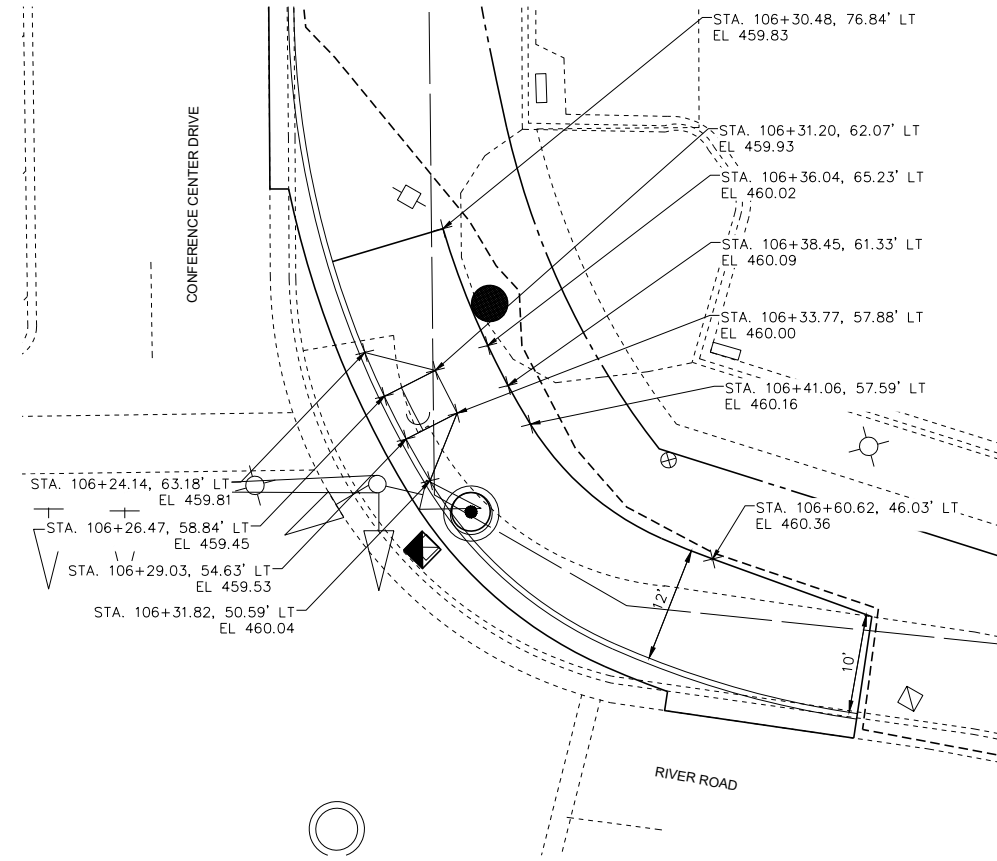 STA. 106+30.48, 76.84' LT
EL 459.83
STA. 106+31.20, 62.07' LT
EL 459.93
STA. 106+36.04, 65.23' LT
EL 460.02
STA. 106+38.45, 61.33' LT
EL 460.09
STA. 106+33.77, 57.88' LT
EL 460.00
STA. 106+41.06, 57.59' LT
EL 460.16
CONFERENCE CENTER DRIVE
STA. 106+24.14, 63.18' LT
EL 459.81
STA. 106+26.47, 58.84' LT
EL 459.45
STA. 106+29.03, 54.63' LT
EL 459.53
STA. 106+31.82, 50.59' LT
EL 460.04
STA. 106+60.62, 46.03' LT
EL 460.36
12'
10'
RIVER ROAD